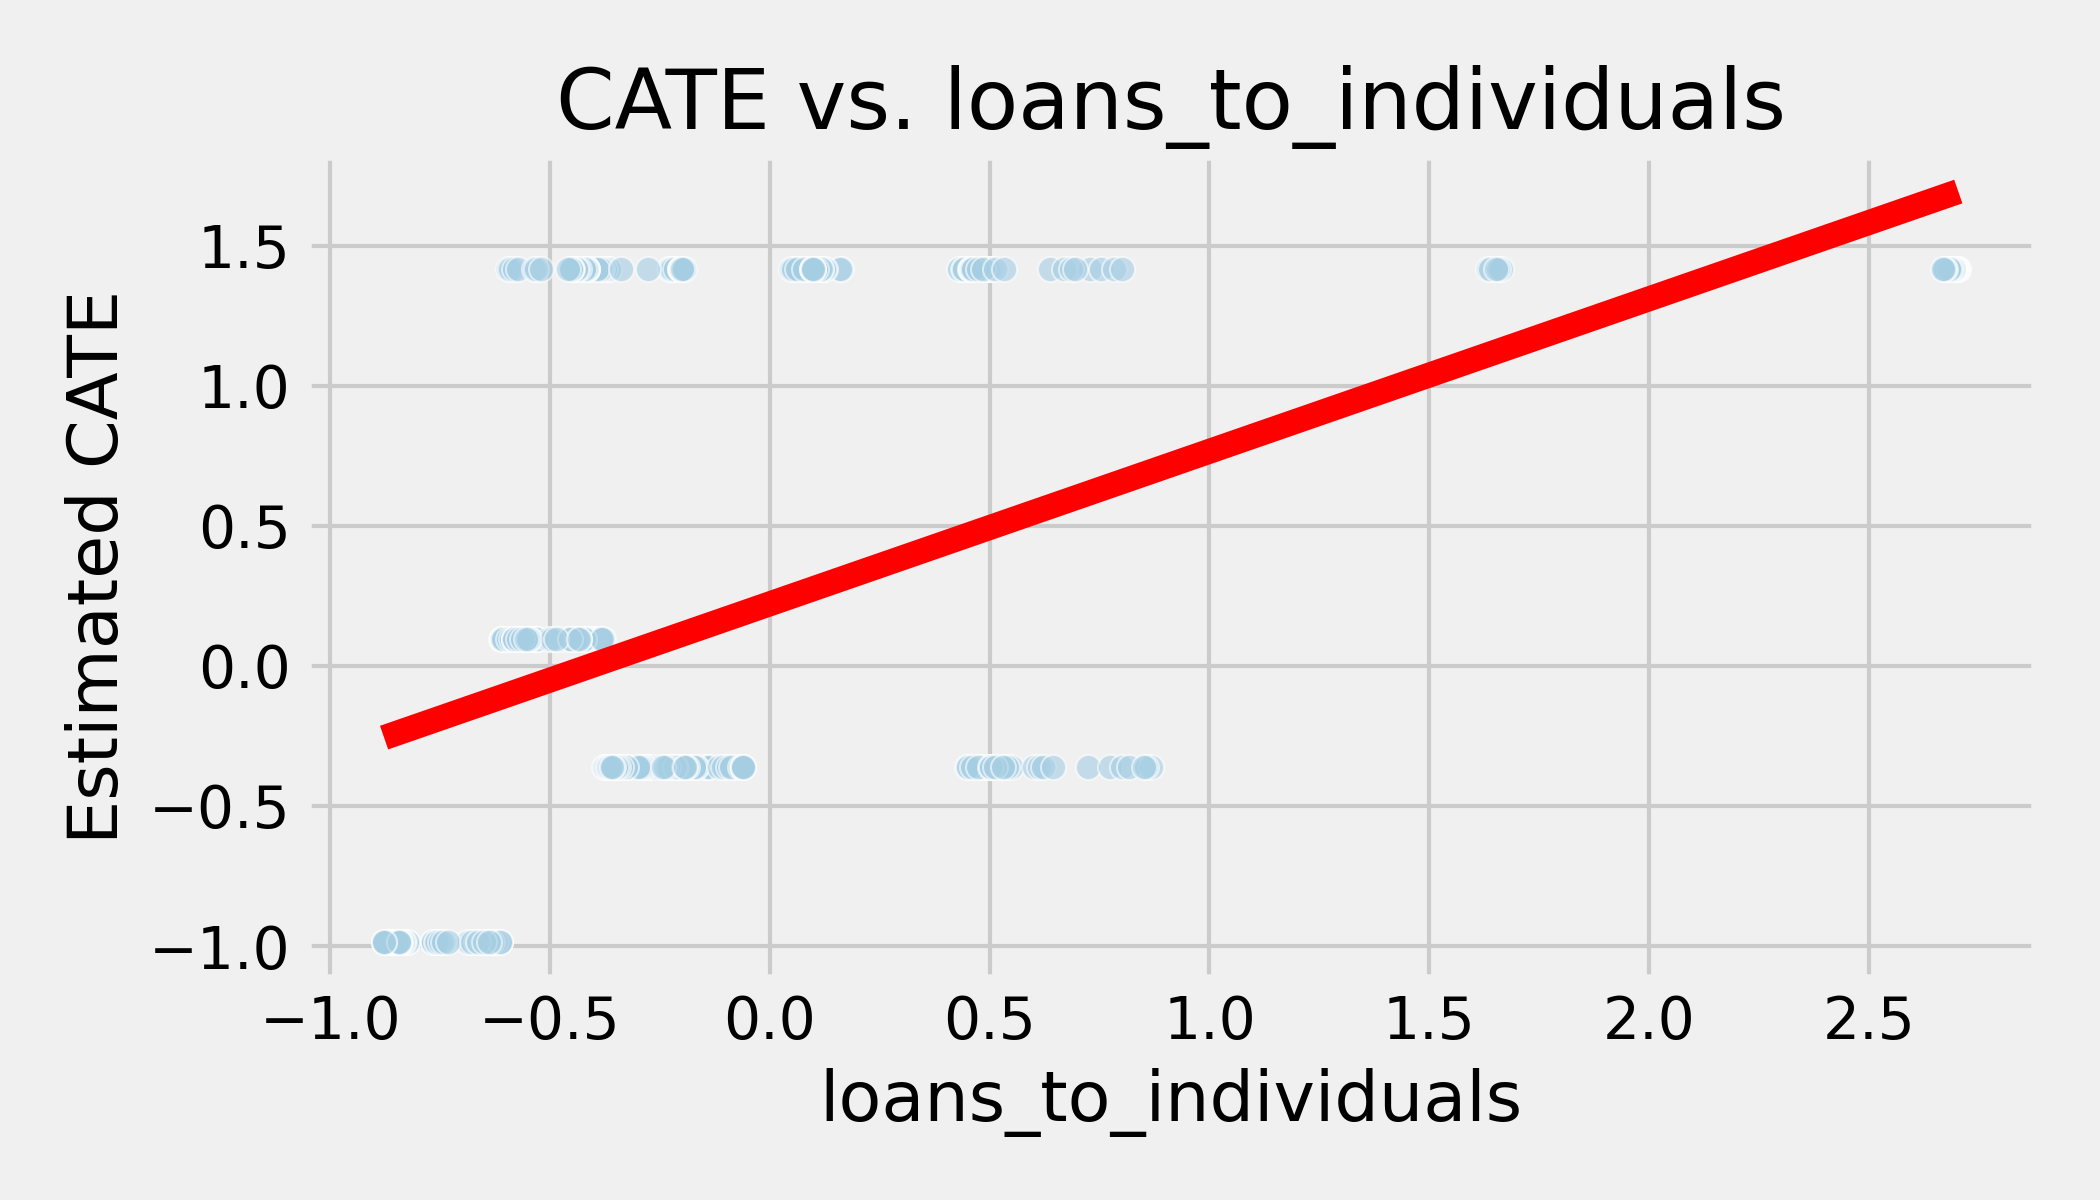 CATE vs. loans_to_individuals
Estimated CATE
1.5
1.0
0.5
0.0
−0.5
−1.0
−1.0 −0.5 0.0 0.5 1.0 1.5 2.0 2.5
loans_to_individuals